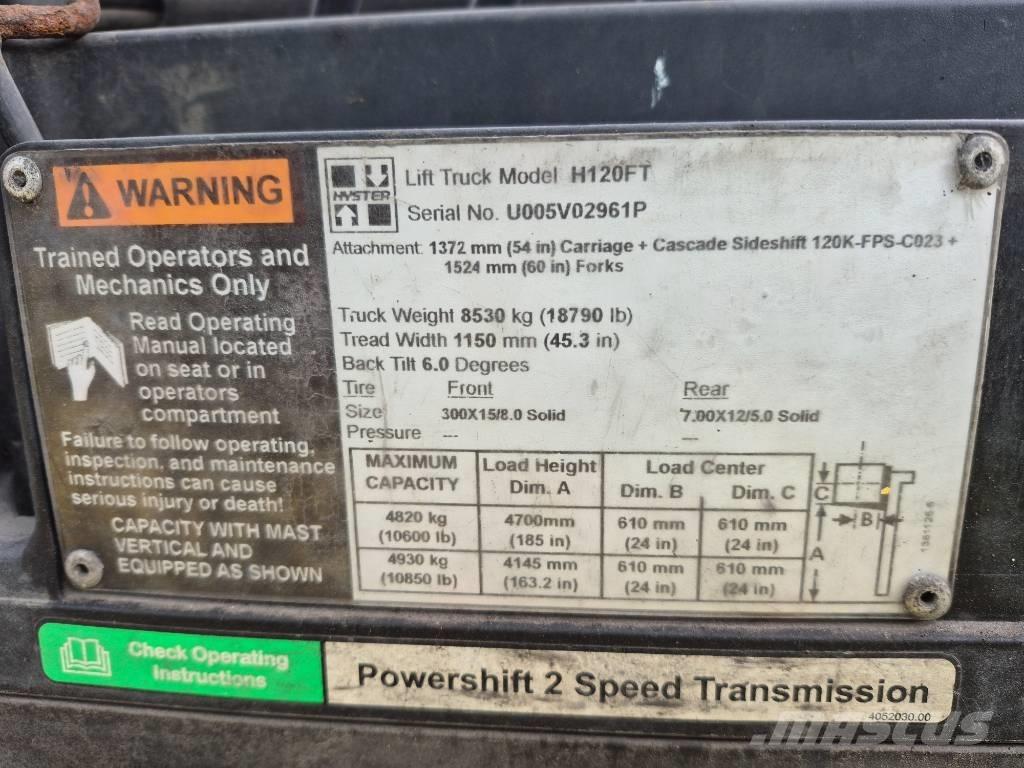 WARNING
Trained Operators and
Mechanics Only
Read Operating
Manual located
on seat or in
operators
compartment
Failure to follow operating,
inspection, and maintenance
instructions can cause
serious injury or death!
CAPACITY WITH MAST
VERTICAL AND
EQUIPPED AS SHOWN
HYSTER
Lift Truck Model H120FT
Serial No. U005V02961P
Attachment: 1372 mm (54 in) Carriage + Cascade Sideshift 120K-FPS-C023 +
1524 mm (60 in) Forks
Truck Weight 8530 kg (18790 lb)
Tread Width 1150 mm (45.3 in)
Back Tilt 6.0 Degrees
Tire Front Rear
Size 300X15/8.0 Solid 7.00X12/5.0 Solid
Pressure --- ---
MAXIMUM CAPACITY Load Height Dim. A Load Center Dim. B Dim. C
4820 kg (10600 lb) 4700mm (185 in) 610 mm (24 in) 610 mm (24 in)
4930 kg (10850 lb) 4145 mm (163.2 in) 610 mm (24 in) 610 mm (24 in)
C
B
A
Check Operating
Instructions
Powershift 2 Speed Transmission
4052030.00
MASCUS